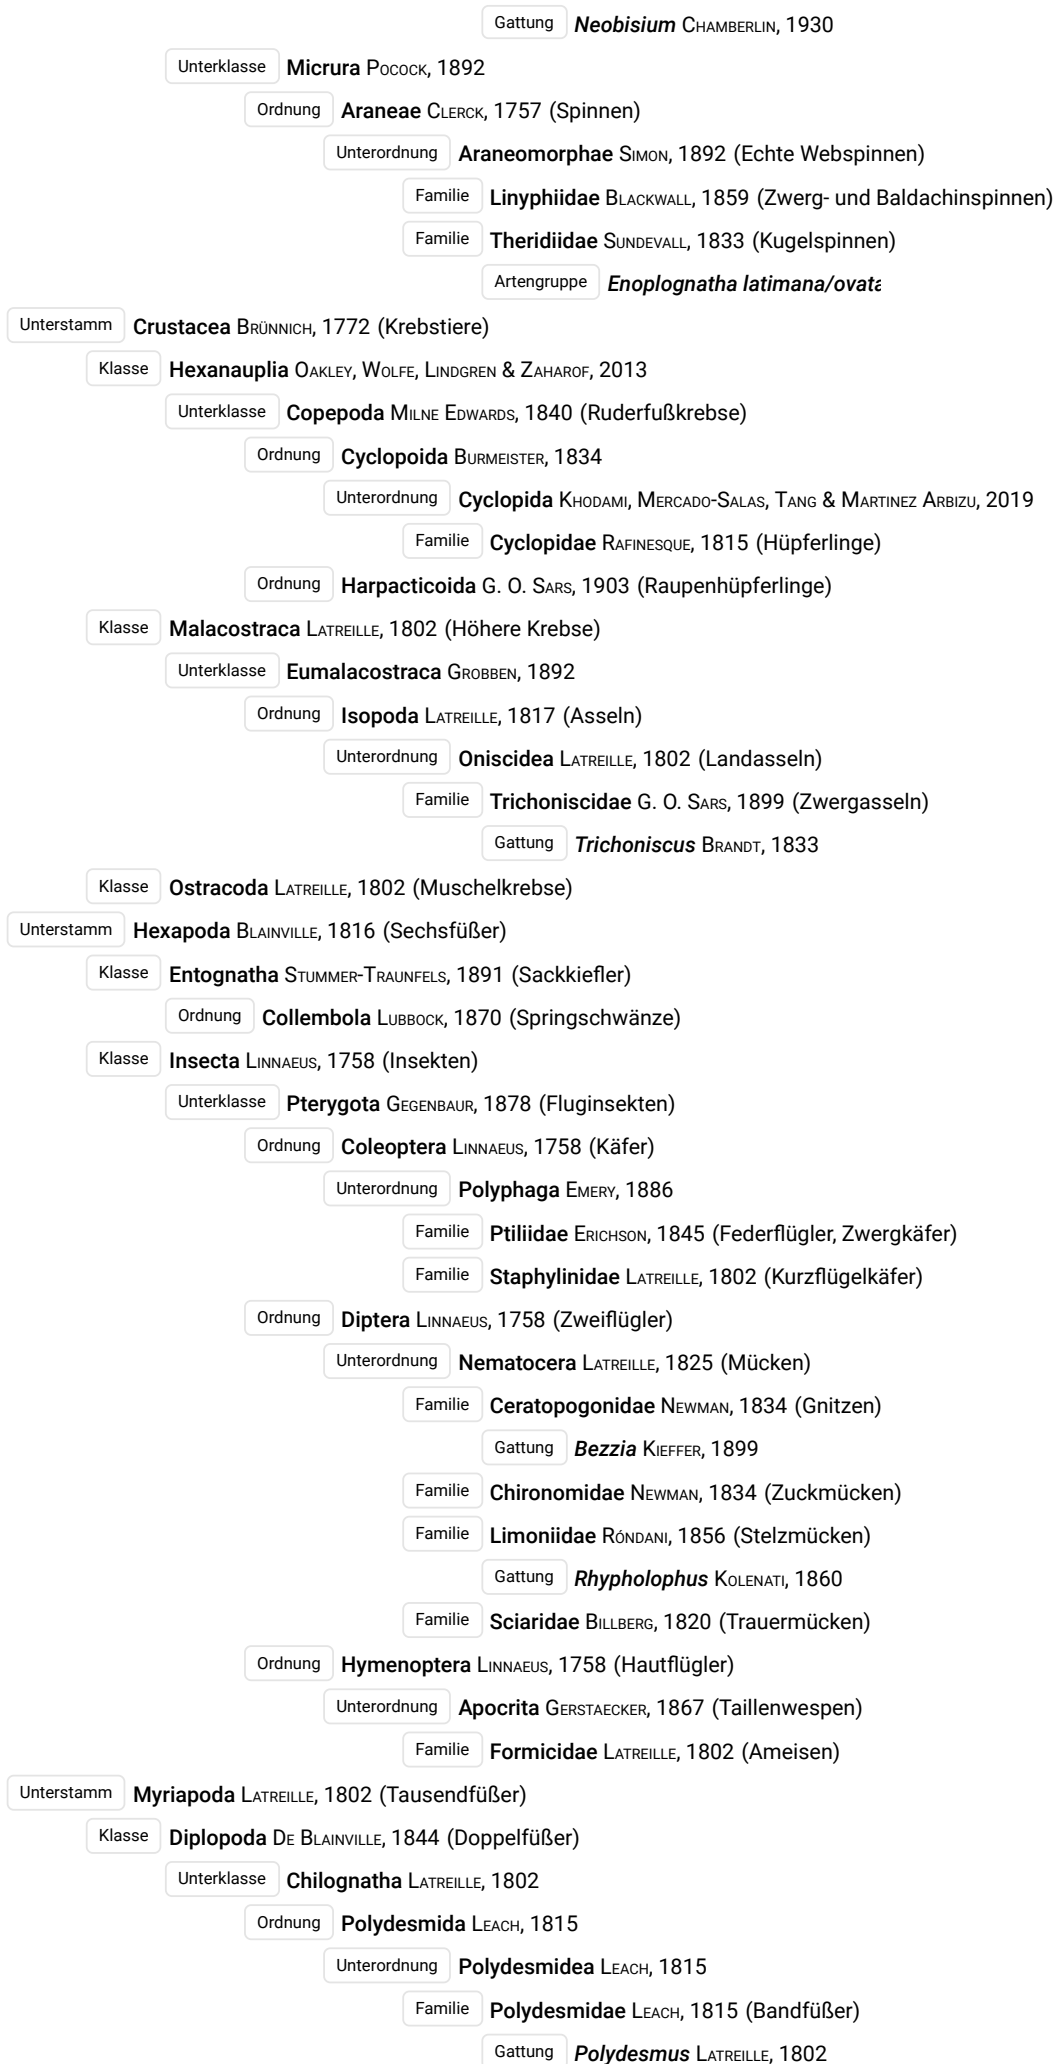 Gattung Neobisium Chamberlin, 1930
Unterklasse Micrura Pocock, 1892
Ordnung Araneae Clerck, 1757 (Spinnen)
Unterordnung Araneomorphae Simon, 1892 (Echte Webspinnen)
Familie Linyphiidae Blackwall, 1859 (Zwerg- und Baldachinspinnen)
Familie Theridiidae Sundevall, 1833 (Kugelspinnen)
Artengruppe Enoplognatha latimana/ovata
Unterstamm Crustacea Brünnich, 1772 (Krebstiere)
Klasse Hexanauplia Oakley, Wolfe, Lindgren & Zaharof, 2013
Unterklasse Copepoda Milne Edwards, 1840 (Ruderfußkrebse)
Ordnung Cyclopoida Burmeister, 1834
Unterordnung Cyclopida Khodami, Mercado-Salas, Tang & Martinez Arbizu, 2019
Familie Cyclopidae Rafinesque, 1815 (Hüpferlinge)
Ordnung Harpacticoida G. O. Sars, 1903 (Raupenhüpferlinge)
Klasse Malacostraca Latreille, 1802 (Höhere Krebse)
Unterklasse Eumalacostraca Grobben, 1892
Ordnung Isopoda Latreille, 1817 (Asseln)
Unterordnung Oniscidea Latreille, 1802 (Landasseln)
Familie Trichoniscidae G. O. Sars, 1899 (Zwergasseln)
Gattung Trichoniscus Brandt, 1833
Klasse Ostracoda Latreille, 1802 (Muschelkrebse)
Unterstamm Hexapoda Blainville, 1816 (Sechsfüßer)
Klasse Entognatha Stummer-Traunfels, 1891 (Sackkiefler)
Ordnung Collembola Lubbock, 1870 (Springschwänze)
Klasse Insecta Linnaeus, 1758 (Insekten)
Unterklasse Pterygota Gegenbaur, 1878 (Fluginsekten)
Ordnung Coleoptera Linnaeus, 1758 (Käfer)
Unterordnung Polyphaga Emery, 1886
Familie Ptiliidae Erichson, 1845 (Federflügler, Zwergkäfer)
Familie Staphylinidae Latreille, 1802 (Kurzflügelkäfer)
Ordnung Diptera Linnaeus, 1758 (Zweiflügler)
Unterordnung Nematocera Latreille, 1825 (Mücken)
Familie Ceratopogonidae Newman, 1834 (Gnitzen)
Gattung Bezzia Kieffer, 1899
Familie Chironomidae Newman, 1834 (Zuckmücken)
Familie Limoniidae Róndani, 1856 (Stelzmücken)
Gattung Rhypholophus Kolenati, 1860
Familie Sciaridae Billberg, 1820 (Trauermücken)
Ordnung Hymenoptera Linnaeus, 1758 (Hautflügler)
Unterordnung Apocrita Gerstaecker, 1867 (Taillenwespen)
Familie Formicidae Latreille, 1802 (Ameisen)
Unterstamm Myriapoda Latreille, 1802 (Tausendfüßer)
Klasse Diplopoda De Blainville, 1844 (Doppelfüßer)
Unterklasse Chilognatha Latreille, 1802
Ordnung Polydesmida Leach, 1815
Unterordnung Polydesmidea Leach, 1815
Familie Polydesmidae Leach, 1815 (Bandfüßer)
Gattung Polydesmus Latreille, 1802